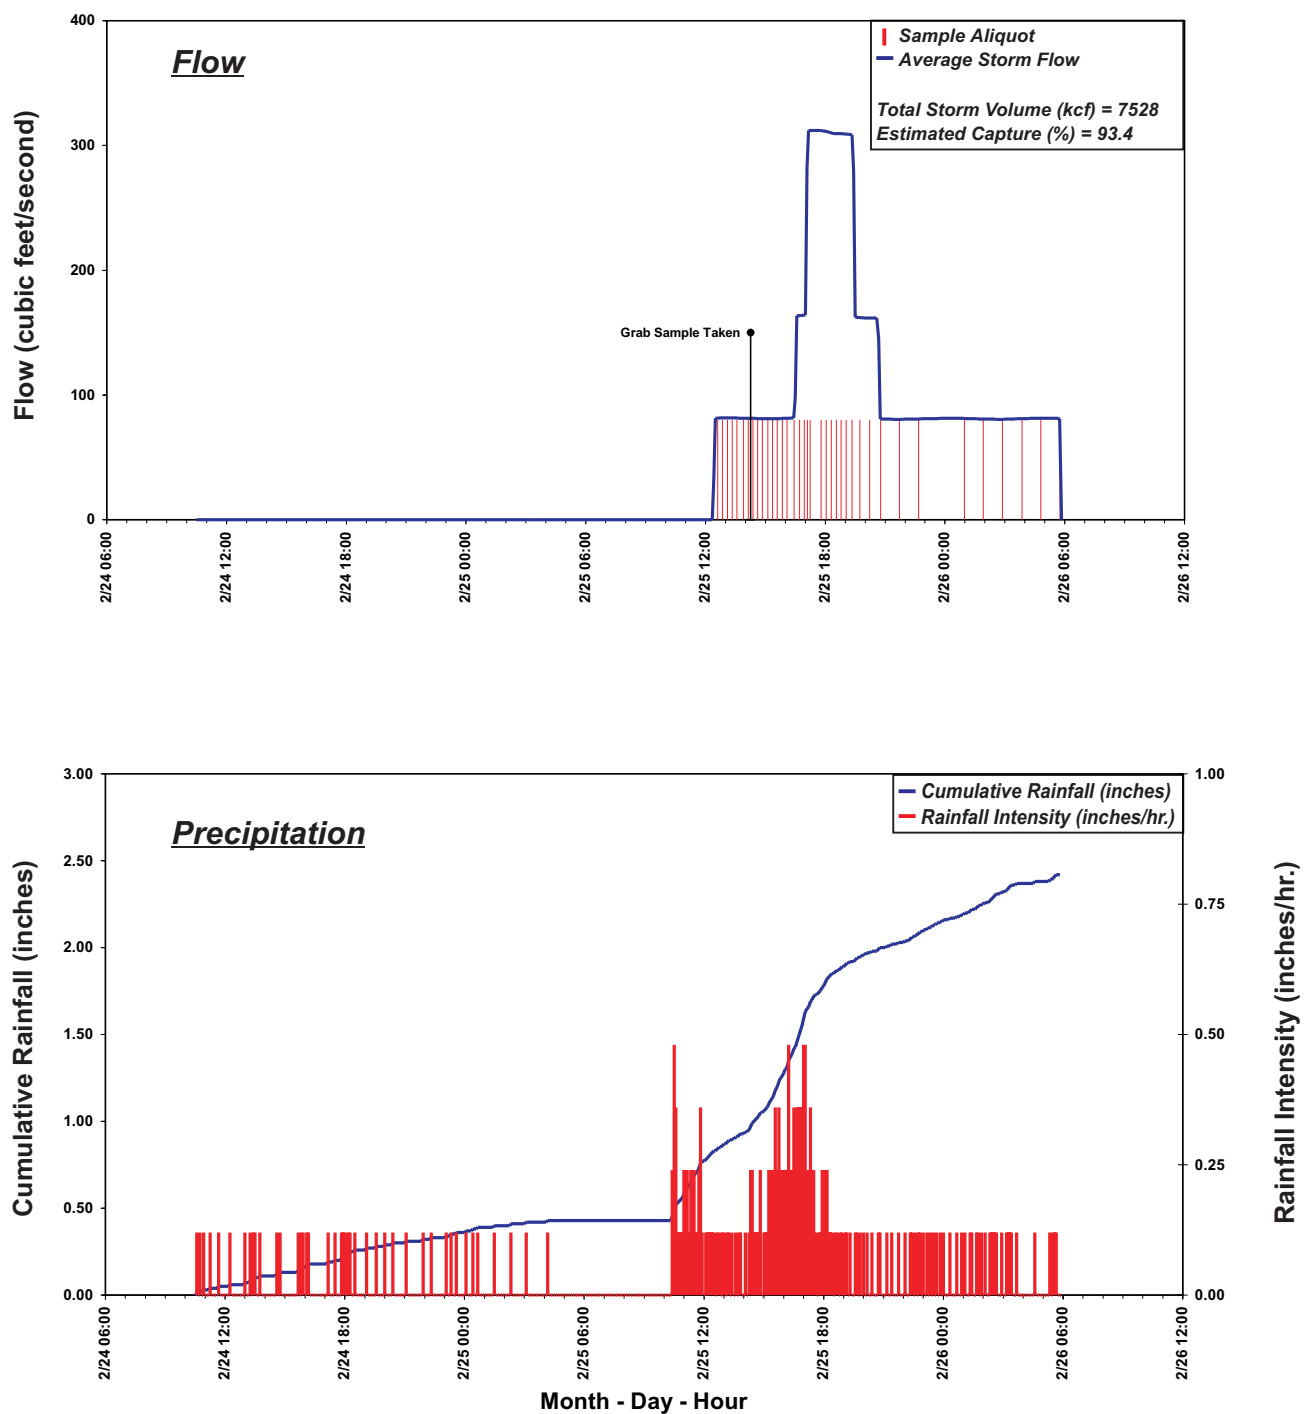 Flow
Sample Aliquot
Average Storm Flow
Total Storm Volume (kcf) = 7528
Estimated Capture (%) = 93.4
Flow (cubic feet/second)
400
300
200
100
0
Grab Sample Taken
2/24 06:00
2/24 12:00
2/24 18:00
2/25 00:00
2/25 06:00
2/25 12:00
2/25 18:00
2/26 00:00
2/26 06:00
2/26 12:00
Precipitation
Cumulative Rainfall (inches)
Rainfall Intensity (inches/hr.)
Cumulative Rainfall (inches)
3.00
2.50
2.00
1.50
1.00
0.50
0.00
1.00
0.75
0.50
0.25
0.00
Rainfall Intensity (inches/hr.)
2/24 06:00
2/24 12:00
2/24 18:00
2/25 00:00
2/25 06:00
2/25 12:00
2/25 18:00
2/26 00:00
2/26 06:00
2/26 12:00
Month - Day - Hour